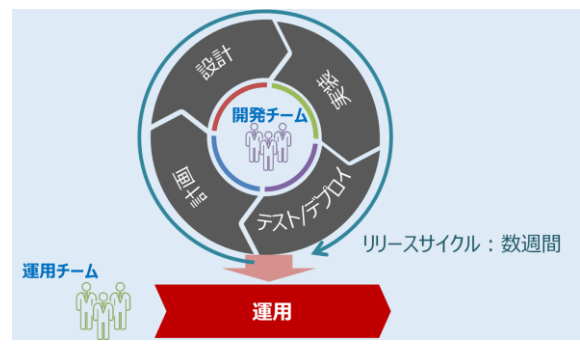 設計
実装
開発チーム
計画
テスト/デプロイ
リリースサイクル：数週間
運用チーム
運用